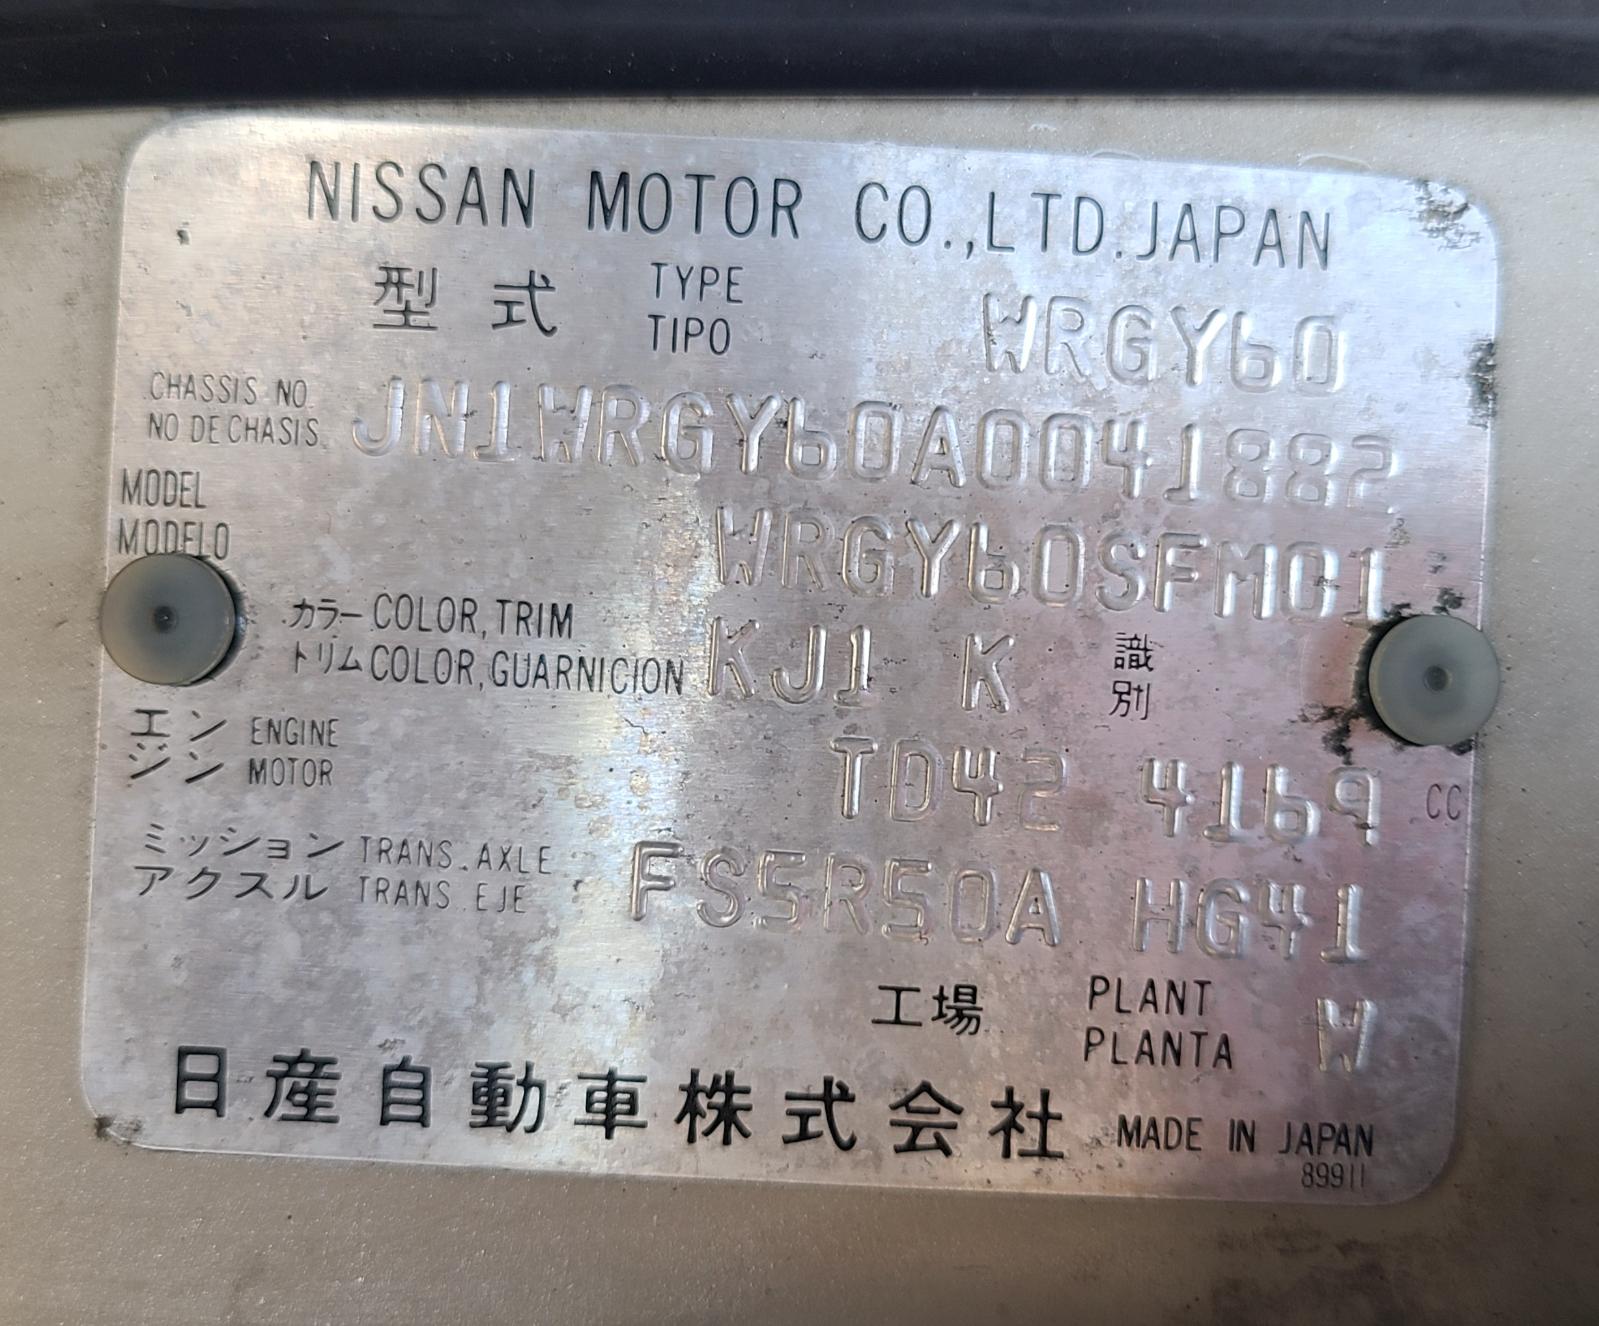 NISSAN MOTOR CO.,LTD.JAPAN
型式 TYPE TIPO WRGY60
CHASSIS NO. NO DE CHASIS JN1WRGY60A0041882
MODEL MODELO WRGY60SFM01
カラー COLOR,TRIM
トリム COLOR,GUARNICION KJ1 K 識別
エンジン ENGINE MOTOR TD42 4169 CC
ミッション TRANS.AXLE
アクスル TRANS.EJE FS5R50A HG41
工場 PLANT PLANTA W
日産自動車株式会社 MADE IN JAPAN
89911